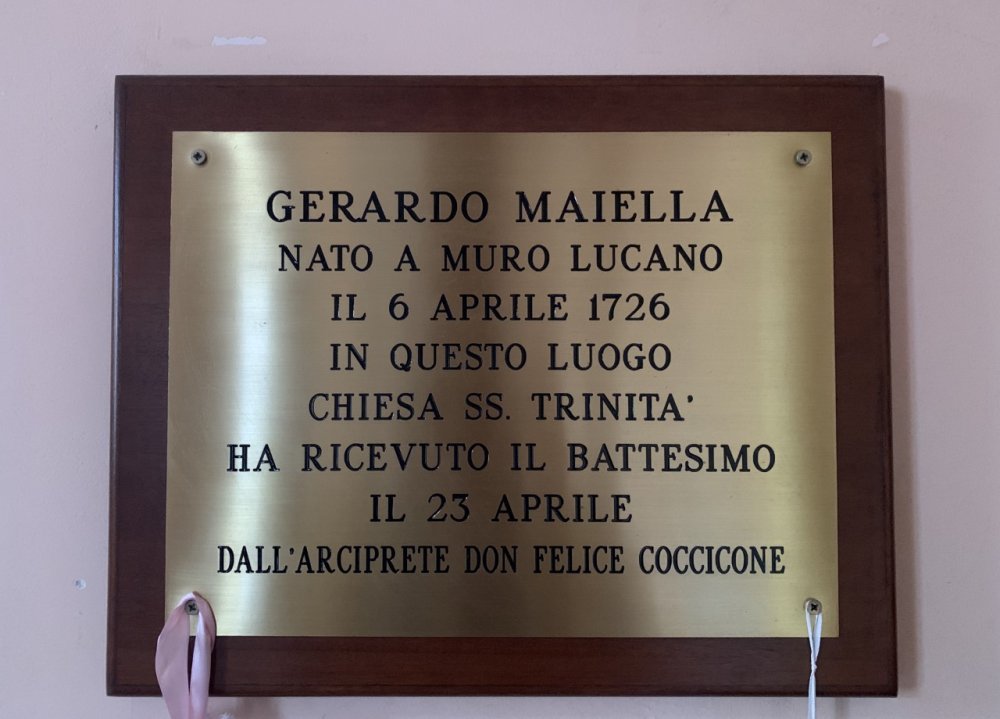 GERARDO MAIELLA
NATO A MURO LUCANO
IL 6 APRILE 1726
IN QUESTO LUOGO
CHIESA SS. TRINITA'
HA RICEVUTO IL BATTESIMO
IL 23 APRILE
DALL'ARCIPRETE DON FELICE COCCICONE